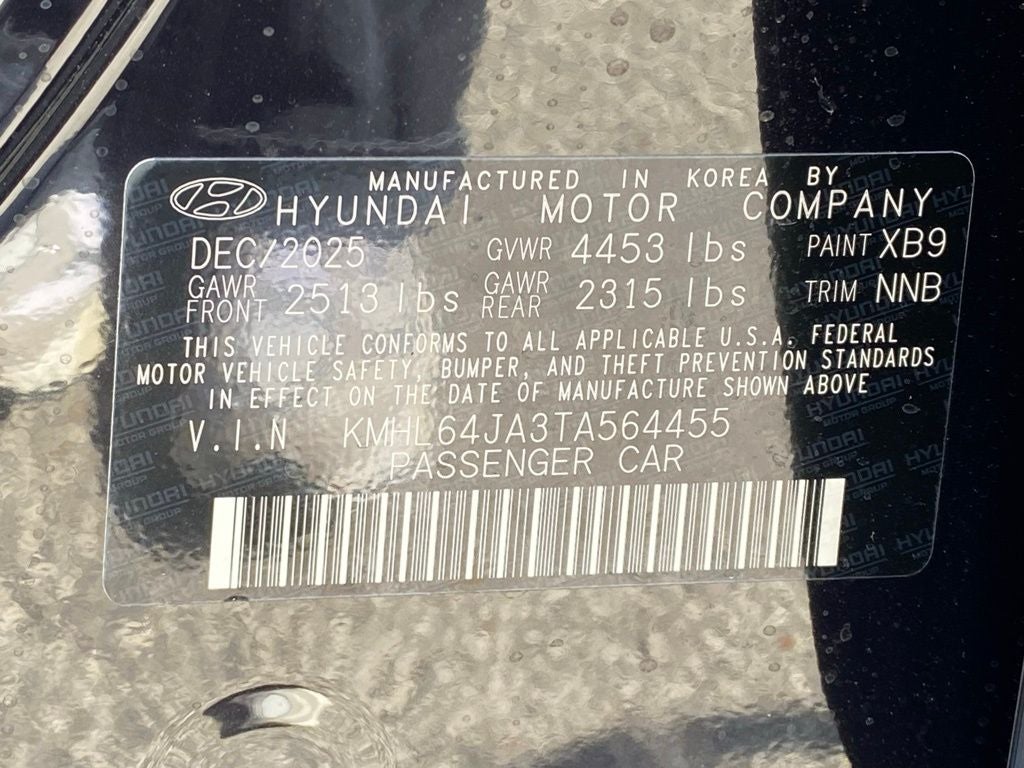 MANUFACTURED IN KOREA BY
HYUNDAI MOTOR COMPANY
DEC/2025 GVWR 4453 lbs PAINT XB9
GAWR FRONT 2513 lbs GAWR REAR 2315 lbs TRIM NNB
THIS VEHICLE CONFORMS TO ALL APPLICABLE U.S.A. FEDERAL
MOTOR VEHICLE SAFETY, BUMPER, AND THEFT PREVENTION STANDARDS
IN EFFECT ON THE DATE OF MANUFACTURE SHOWN ABOVE
V.I.N KMHL64JA3TA564455
PASSENGER CAR